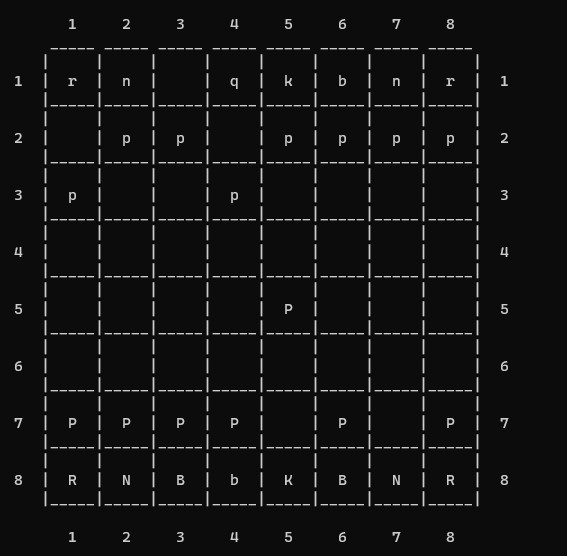 1 2 3 4 5 6 7 8
1 r n q k b n r 1
2 p p p p p p 2
3 p p 3
4 4
5 P 5
6 6
7 P P P P P P 7
8 R N B b K B N R 8
1 2 3 4 5 6 7 8